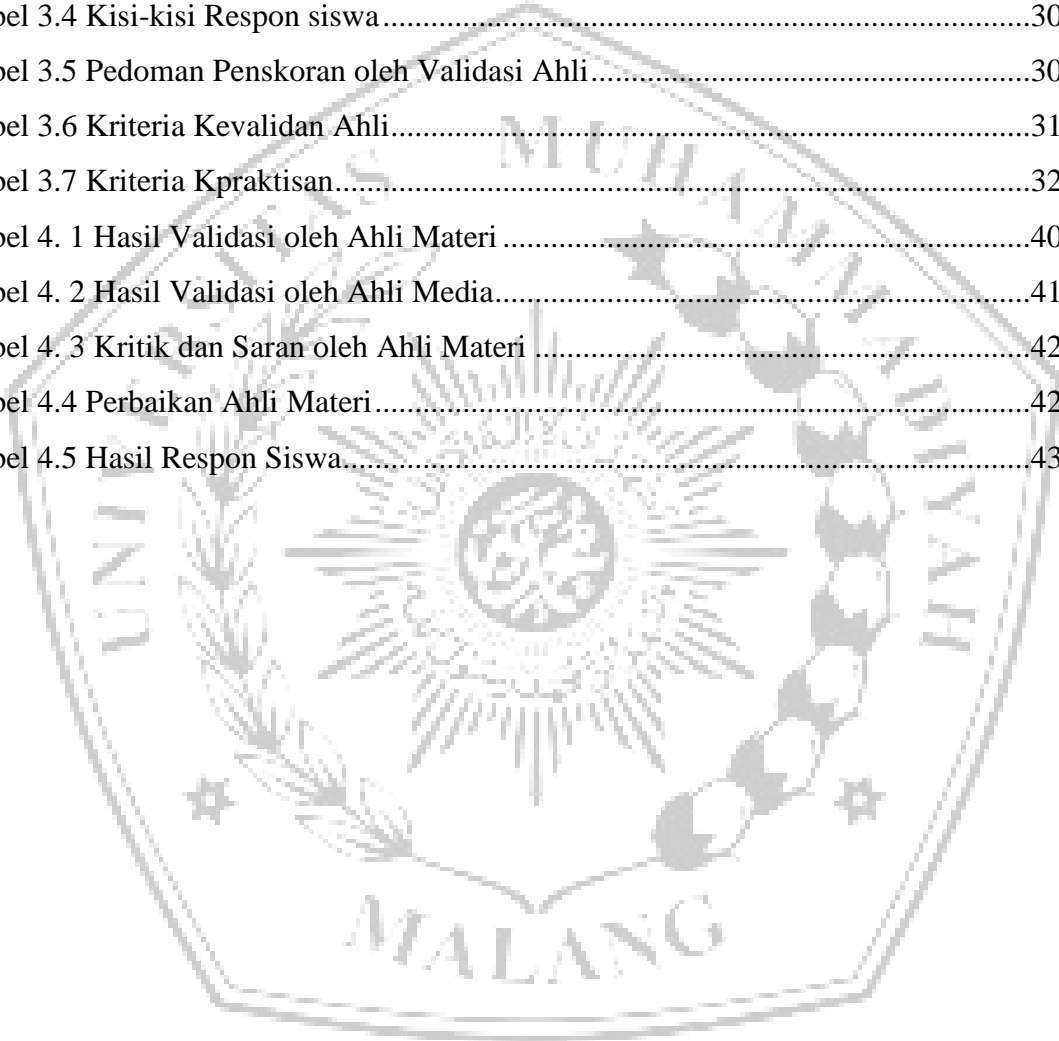 bel 3.4 Kisi-kisi Respon siswa.....30
bel 3.5 Pedoman Penskoran oleh Validasi Ahli.....30
bel 3.6 Kriteria Kevalidan Ahli.....31
bel 3.7 Kriteria Kpraktisan.....32
bel 4. 1 Hasil Validasi oleh Ahli Materi.....40
bel 4. 2 Hasil Validasi oleh Ahli Media.....41
bel 4. 3 Kritik dan Saran oleh Ahli Materi.....42
bel 4.4 Perbaikan Ahli Materi.....42
bel 4.5 Hasil Respon Siswa.....43
UNIVERSITAS MUHAMMADIYAH
MALANG